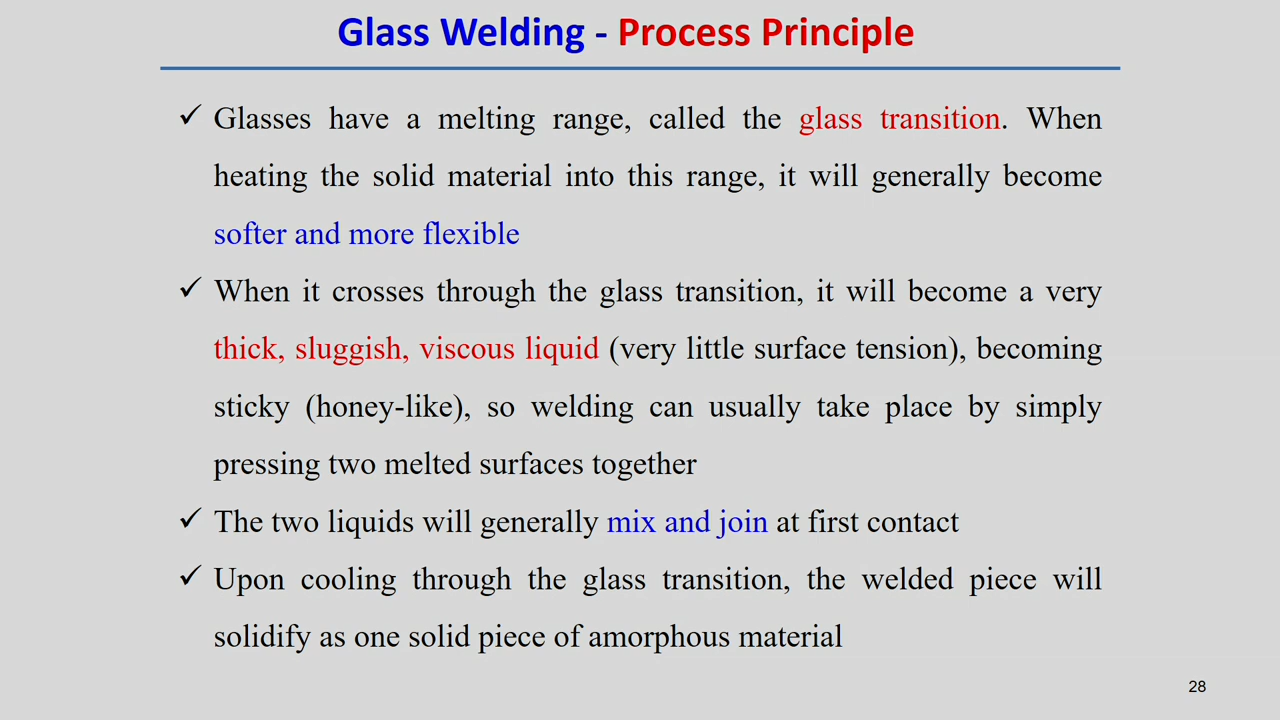 Glass Welding - Process Principle
✓ Glasses have a melting range, called the glass transition. When
heating the solid material into this range, it will generally become
softer and more flexible
✓ When it crosses through the glass transition, it will become a very
thick, sluggish, viscous liquid (very little surface tension), becoming
sticky (honey-like), so welding can usually take place by simply
pressing two melted surfaces together
✓ The two liquids will generally mix and join at first contact
✓ Upon cooling through the glass transition, the welded piece will
solidify as one solid piece of amorphous material
28